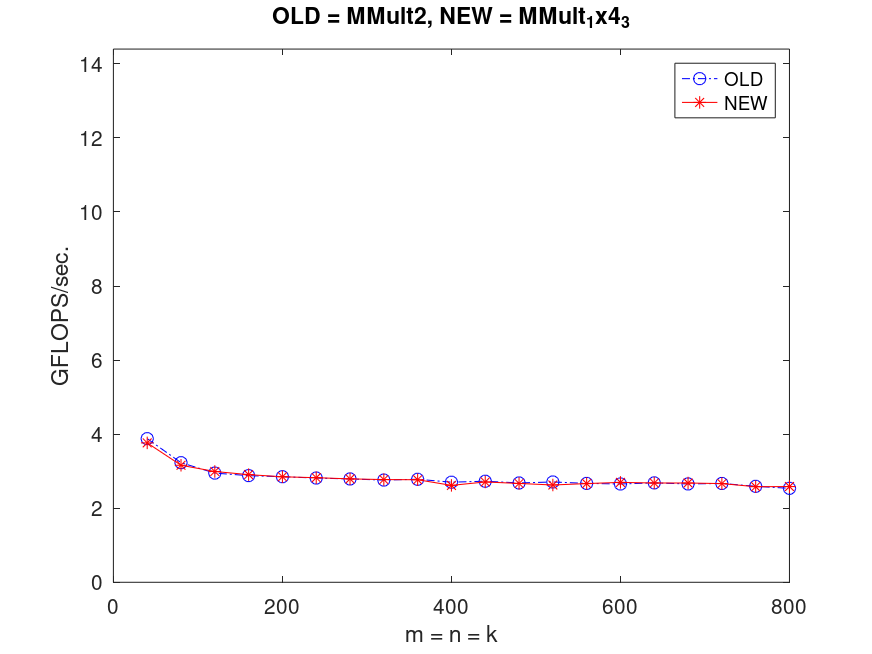 OLD = MMult2, NEW = MMult₁x4₃
OLD
NEW
14
12
10
8
6
4
2
0
GFLOPS/sec.
0 200 400 600 800
m = n = k